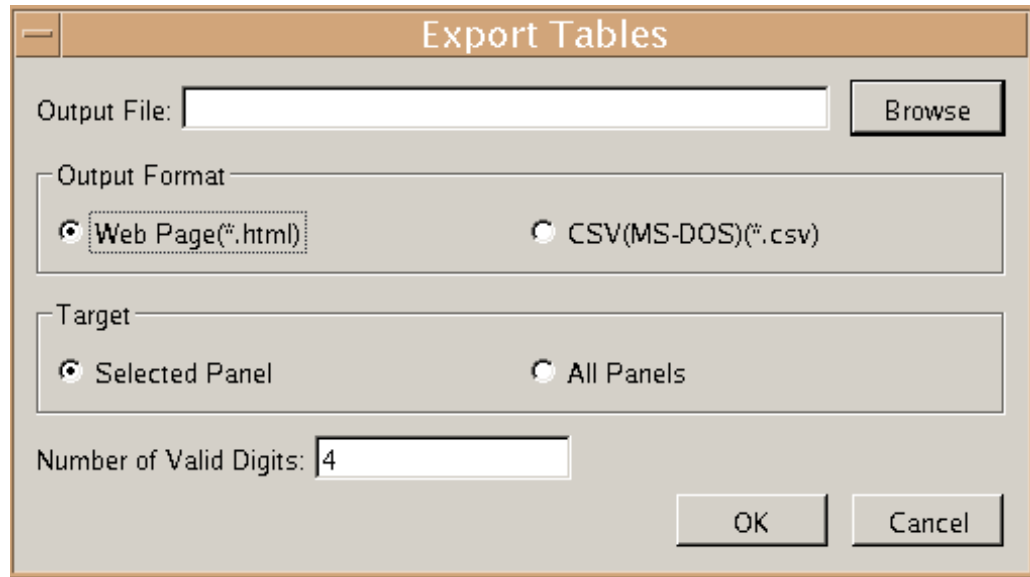 Export Tables
Output File:
Browse
Output Format
Web Page(*.html)
CSV(MS-DOS)(*.csv)
Target
Selected Panel
All Panels
Number of Valid Digits: 4
OK
Cancel